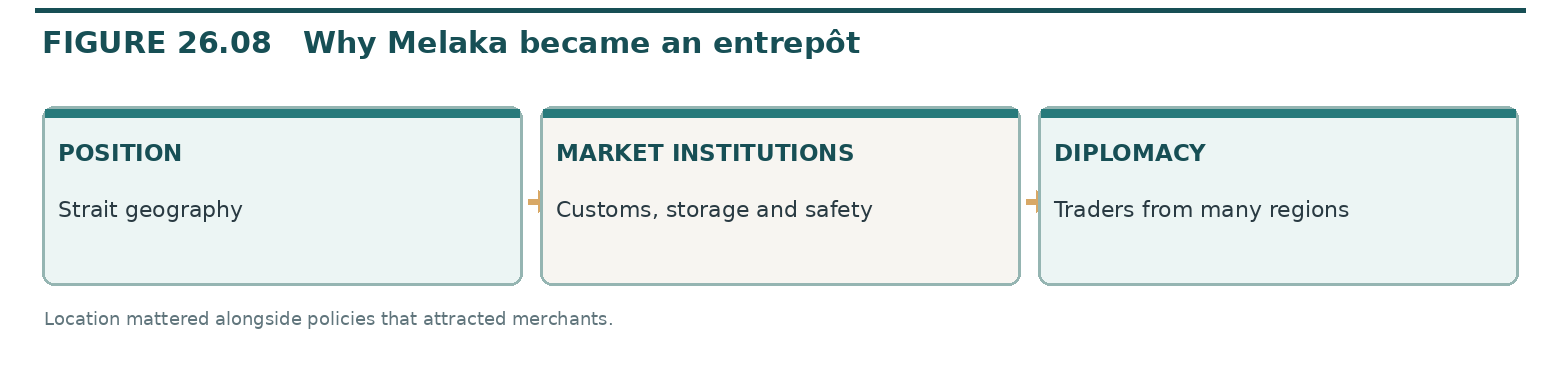 FIGURE 26.08 Why Melaka became an entrepôt
POSITION
Strait geography
MARKET INSTITUTIONS
Customs, storage and safety
DIPLOMACY
Traders from many regions
Location mattered alongside policies that attracted merchants.